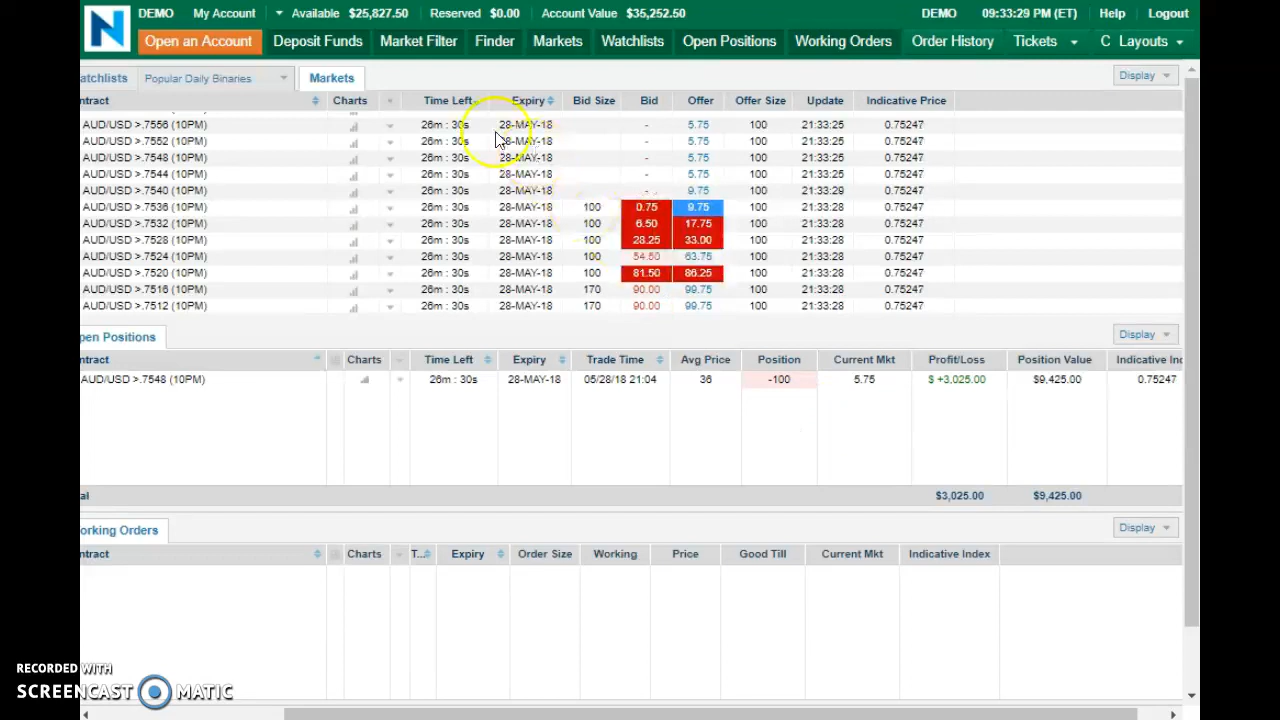 DEMO My Account Available $25,827.50 Reserved $0.00 Account Value $35,252.50 DEMO 09:33:29 PM (ET) Help Logout
N
Open an Account Deposit Funds Market Filter Finder Markets Watchlists Open Positions Working Orders Order History Tickets C Layouts
atchlists Popular Daily Binaries Markets Display
ntract Charts Time Left Expiry Bid Size Bid Offer Offer Size Update Indicative Price
AUD/USD >.7556 (10PM) 26m : 30s 28-MAY-18 - 5.75 100 21:33:25 0.75247
AUD/USD >.7552 (10PM) 26m : 30s 28-MAY-18 - 5.75 100 21:33:25 0.75247
AUD/USD >.7548 (10PM) 26m : 30s 28-MAY-18 - 5.75 100 21:33:25 0.75247
AUD/USD >.7544 (10PM) 26m : 30s 28-MAY-18 - 5.75 100 21:33:25 0.75247
AUD/USD >.7540 (10PM) 26m : 30s 28-MAY-18 - 9.75 100 21:33:29 0.75247
AUD/USD >.7536 (10PM) 26m : 30s 28-MAY-18 100 0.75 9.75 100 21:33:28 0.75247
AUD/USD >.7532 (10PM) 26m : 30s 28-MAY-18 100 6.50 17.75 100 21:33:28 0.75247
AUD/USD >.7528 (10PM) 26m : 30s 28-MAY-18 100 28.25 33.00 100 21:33:28 0.75247
AUD/USD >.7524 (10PM) 26m : 30s 28-MAY-18 100 54.50 63.75 100 21:33:28 0.75247
AUD/USD >.7520 (10PM) 26m : 30s 28-MAY-18 100 81.50 86.25 100 21:33:28 0.75247
AUD/USD >.7516 (10PM) 26m : 30s 28-MAY-18 170 90.00 99.75 100 21:33:28 0.75247
AUD/USD >.7512 (10PM) 26m : 30s 28-MAY-18 170 90.00 99.75 100 21:33:28 0.75247
pen Positions Display
ntract Charts Time Left Expiry Trade Time Avg Price Position Current Mkt Profit/Loss Position Value Indicative Ind
AUD/USD >.7548 (10PM) 26m : 30s 28-MAY-18 05/28/18 21:04 36 -100 5.75 $ +3,025.00 $9,425.00 0.75247
al $3,025.00 $9,425.00
orking Orders Display
ntract Charts T... Expiry Order Size Working Price Good Till Current Mkt Indicative Index
RECORDED WITH
SCREENCAST MATIC